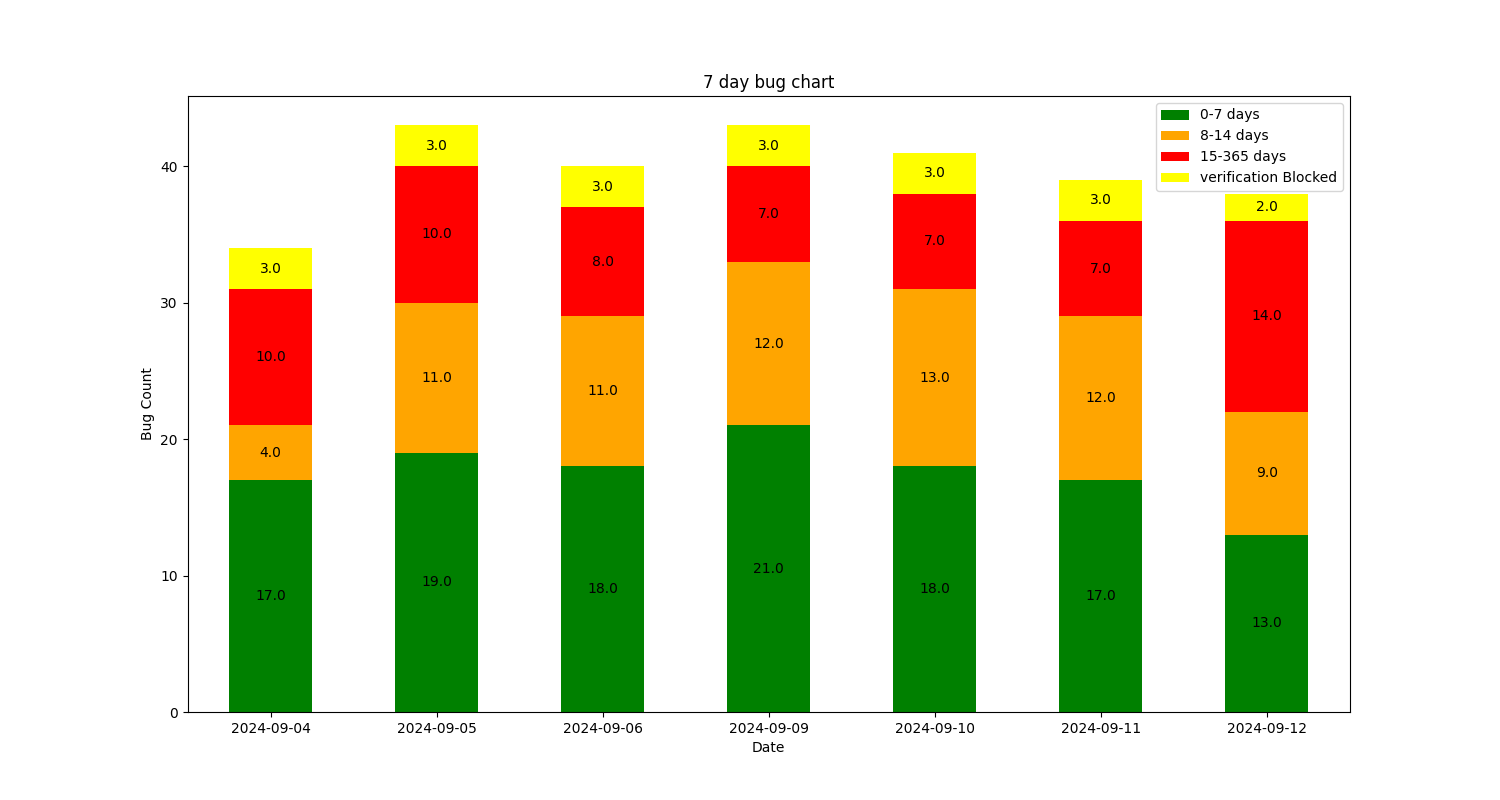 7 day bug chart
0-7 days
8-14 days
15-365 days
verification Blocked
Bug Count
40
30
20
10
0
3.0 3.0 3.0 3.0 3.0 3.0 2.0
10.0 10.0 8.0 7.0 7.0 7.0 14.0
4.0 11.0 11.0 12.0 13.0 12.0 9.0
17.0 19.0 18.0 21.0 18.0 17.0 13.0
2024-09-04 2024-09-05 2024-09-06 2024-09-09 2024-09-10 2024-09-11 2024-09-12
Date